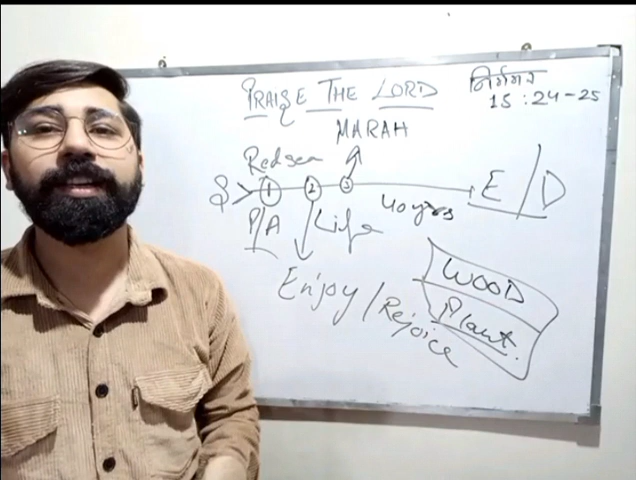 PRAISE THE LORD
निर्गमन
15 : 24-25
MARAH
Red sea
1 2 3
40 yrs
E / D
P/A
Life
Enjoy / Rejoice
WOOD
Plant.